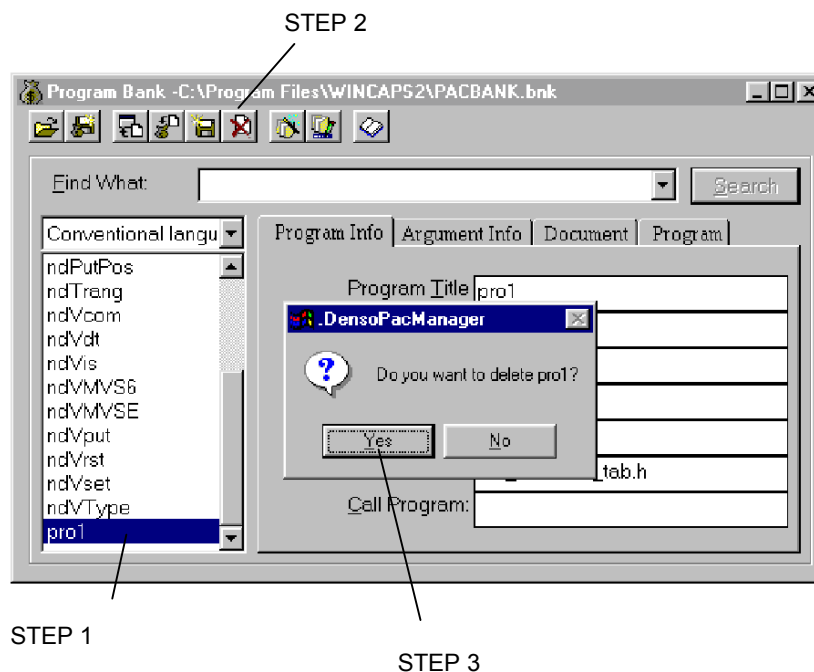 STEP 2
Program Bank -C:\Program Files\WINCAPS2\PACBANK.bnk
Find What:
Search
Conventional langu
Program Info
Argument Info
Document
Program
ndPutPos
ndTrang
ndVcom
ndVdt
ndVis
ndVMVS6
ndVMVSE
ndVput
ndVrst
ndVset
ndVType
pro1
Program Title
pro1
.DensoPacManager
Do you want to delete pro1?
Yes
No
_tab.h
Call Program:
STEP 1
STEP 3